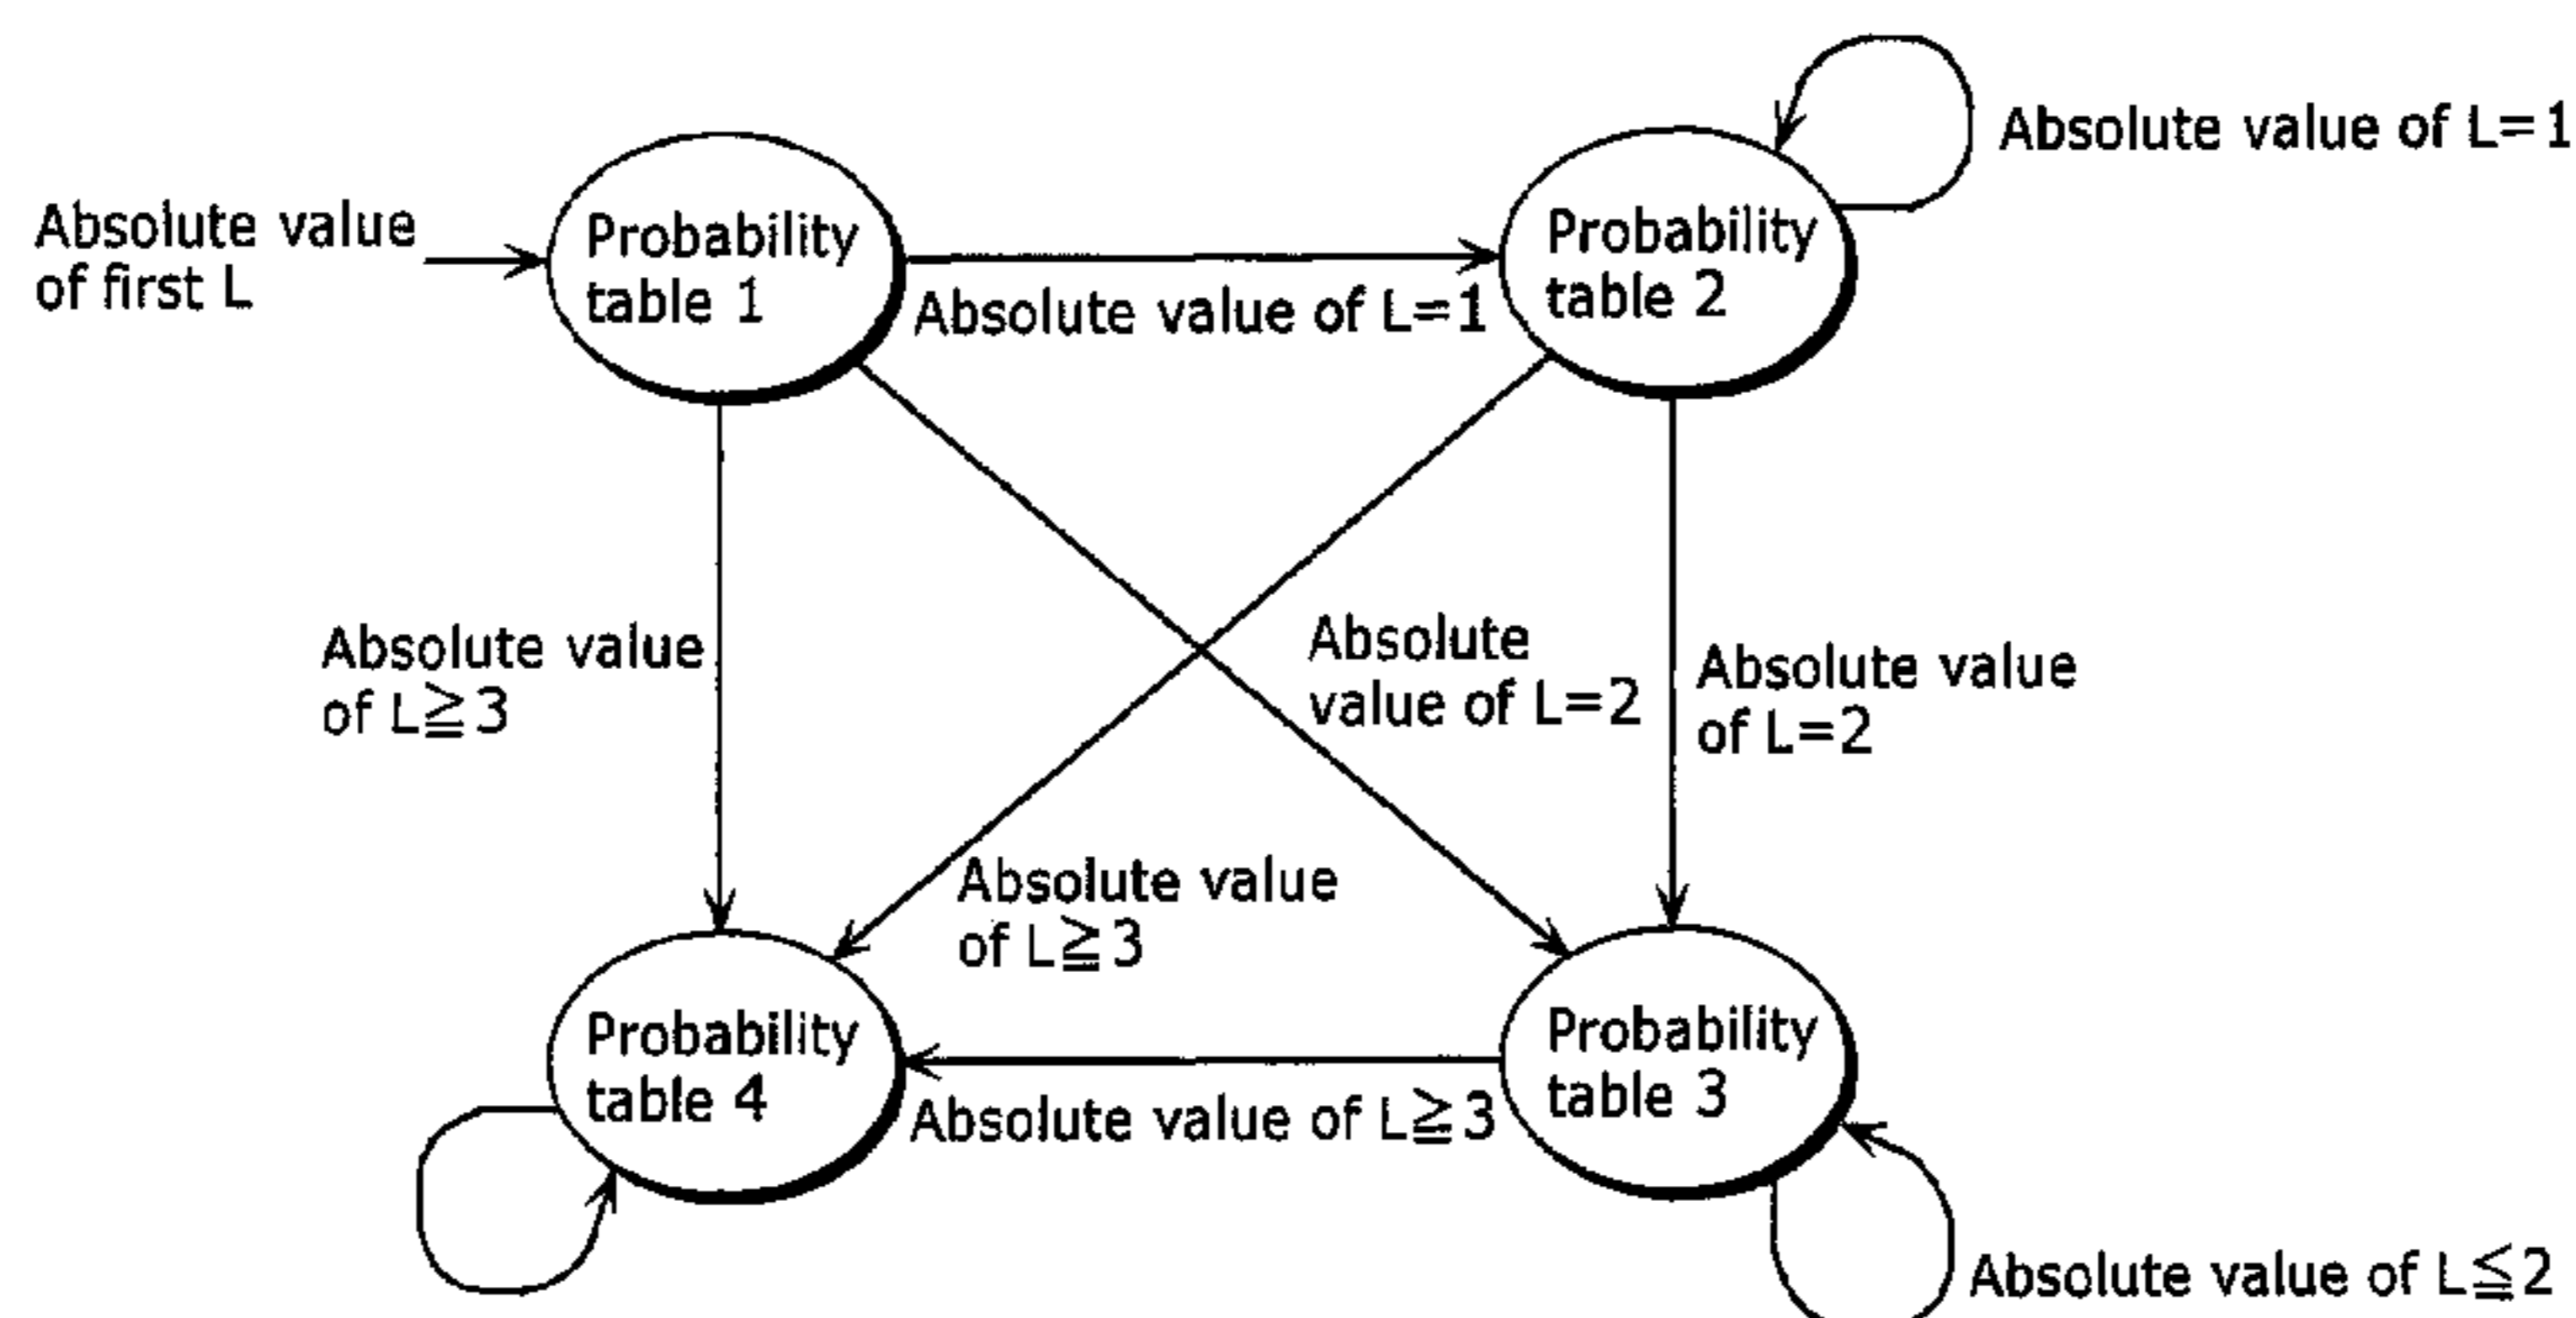 Absolute value of L=1
Absolute value
of first L
Probability
table 1
Absolute value of L=1
Probability
table 2
Absolute value
of L≧3
Absolute
value of L=2
Absolute value
of L=2
Absolute value
of L≧3
Probability
table 4
Absolute value of L≧3
Probability
table 3
Absolute value of L≦2